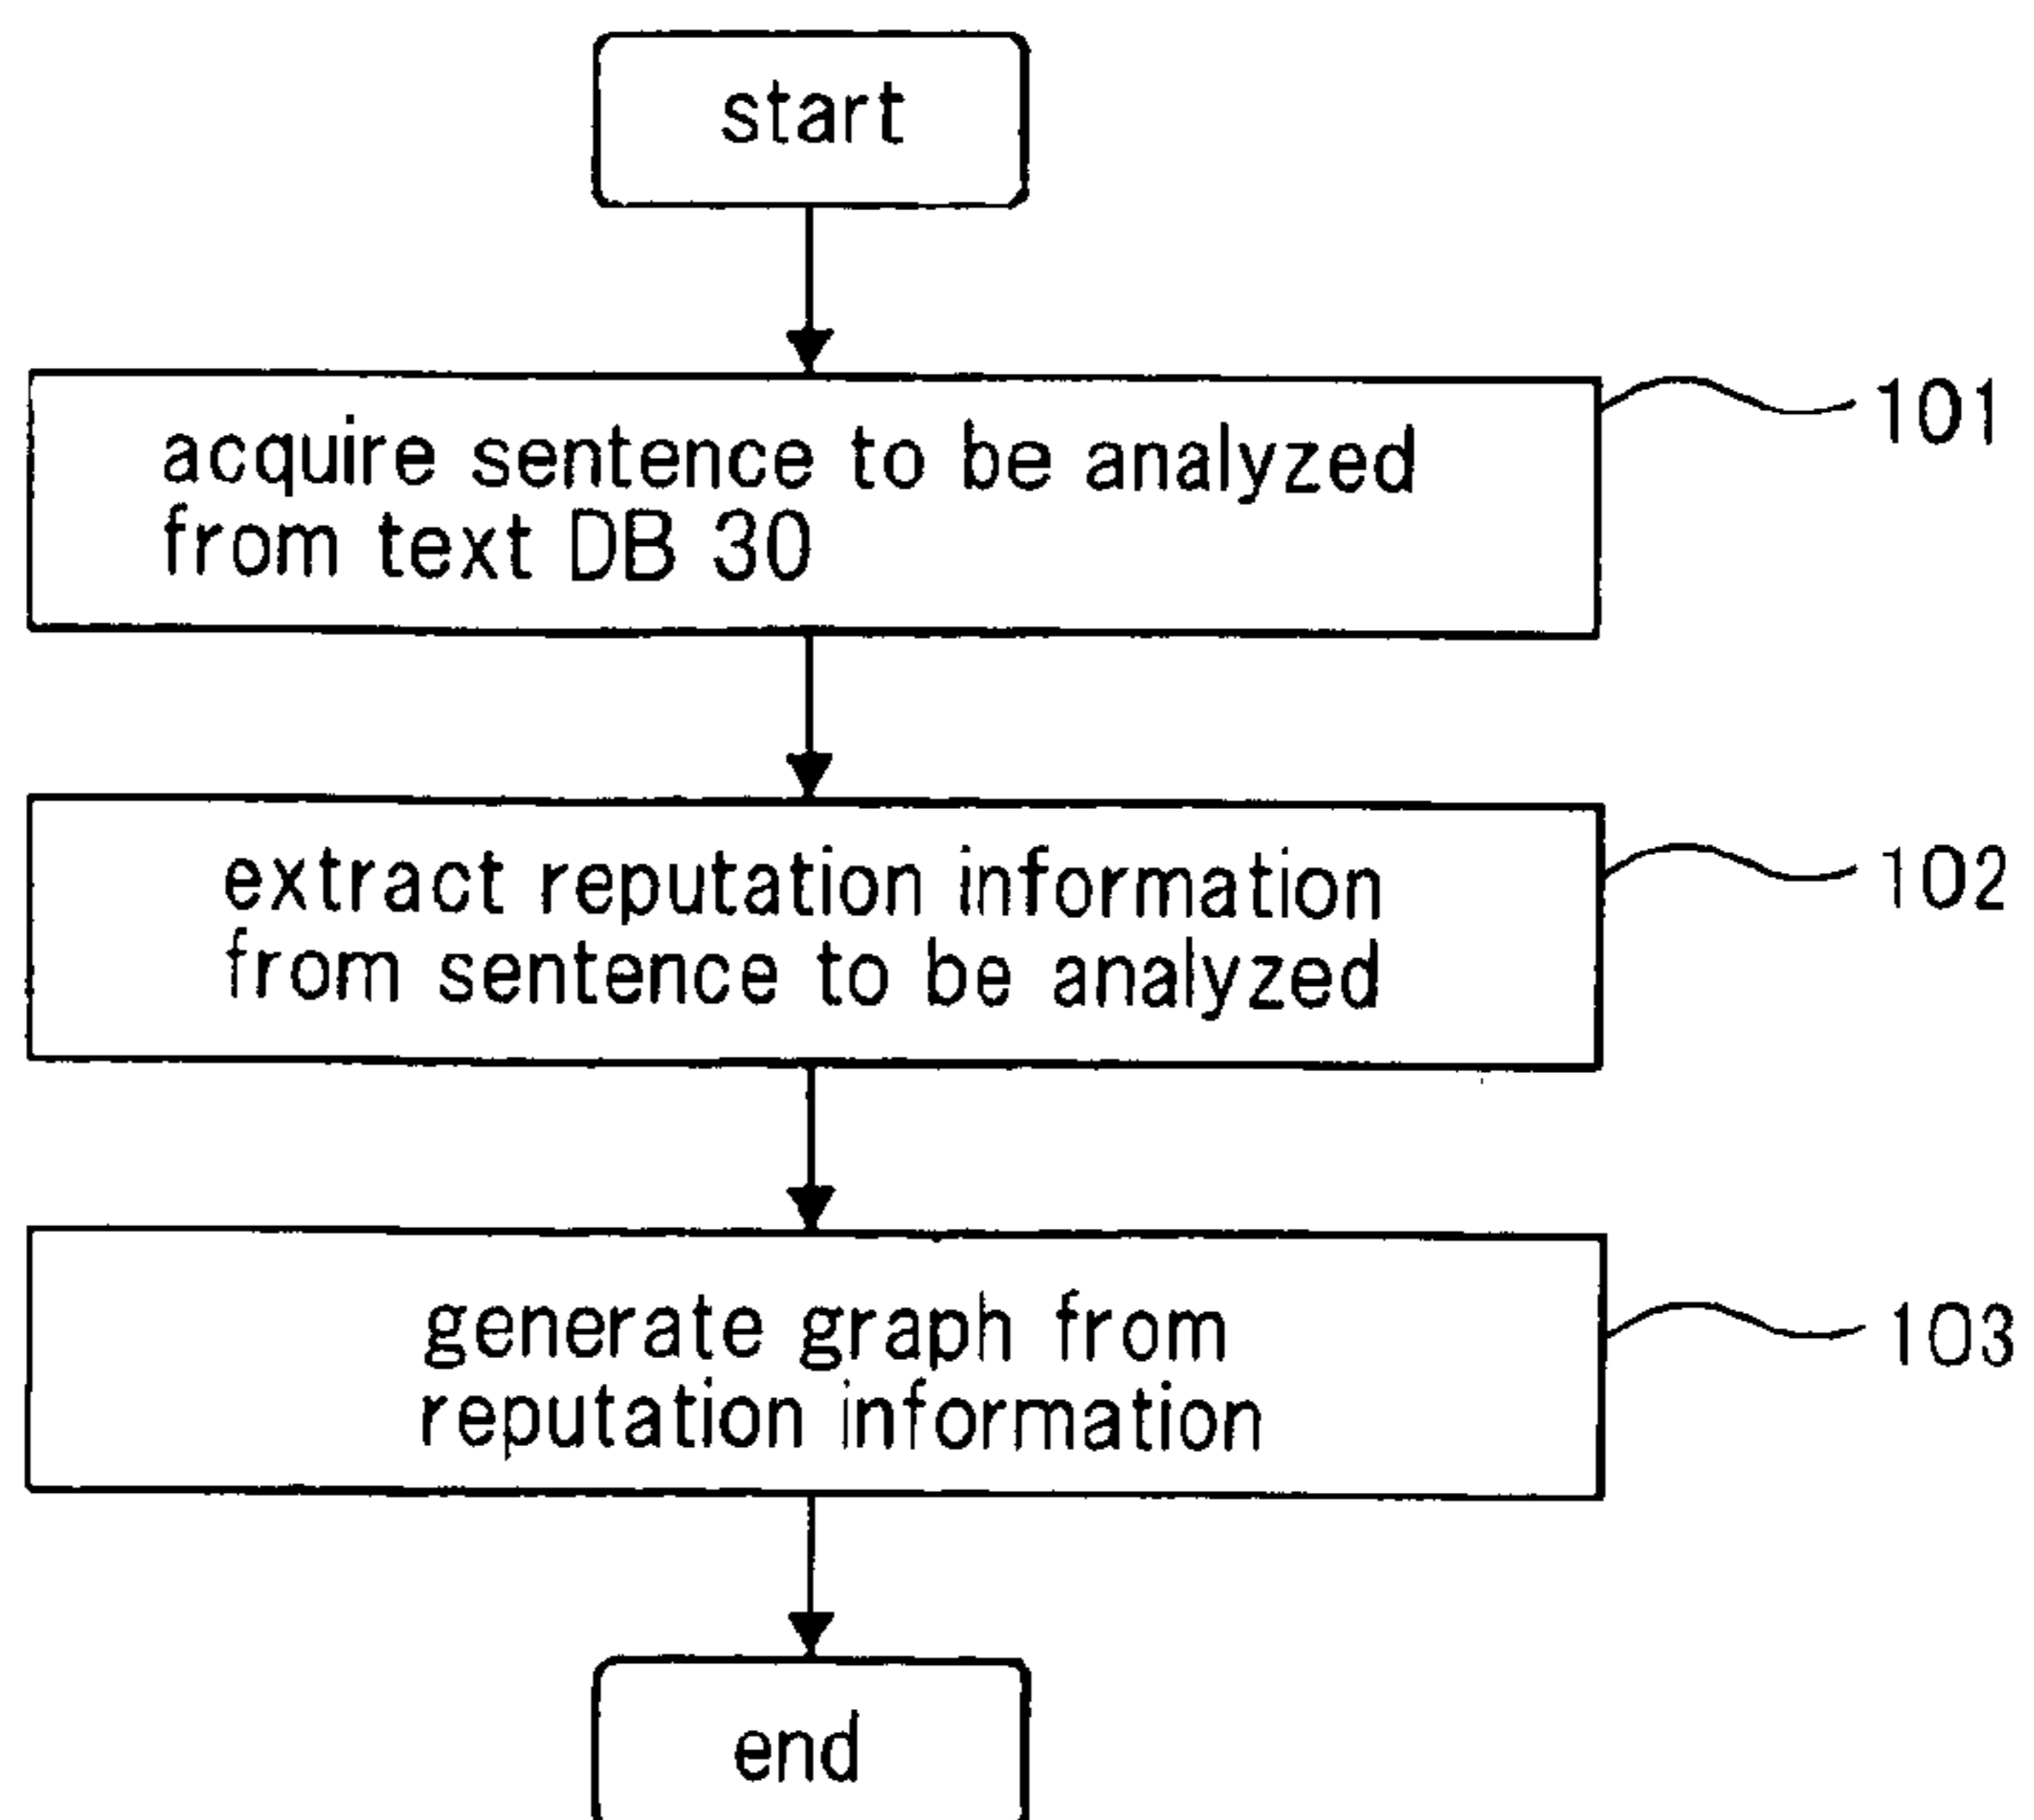 start
acquire sentence to be analyzed
from text DB 30
101
extract reputation information
from sentence to be analyzed
102
generate graph from
reputation information
103
end